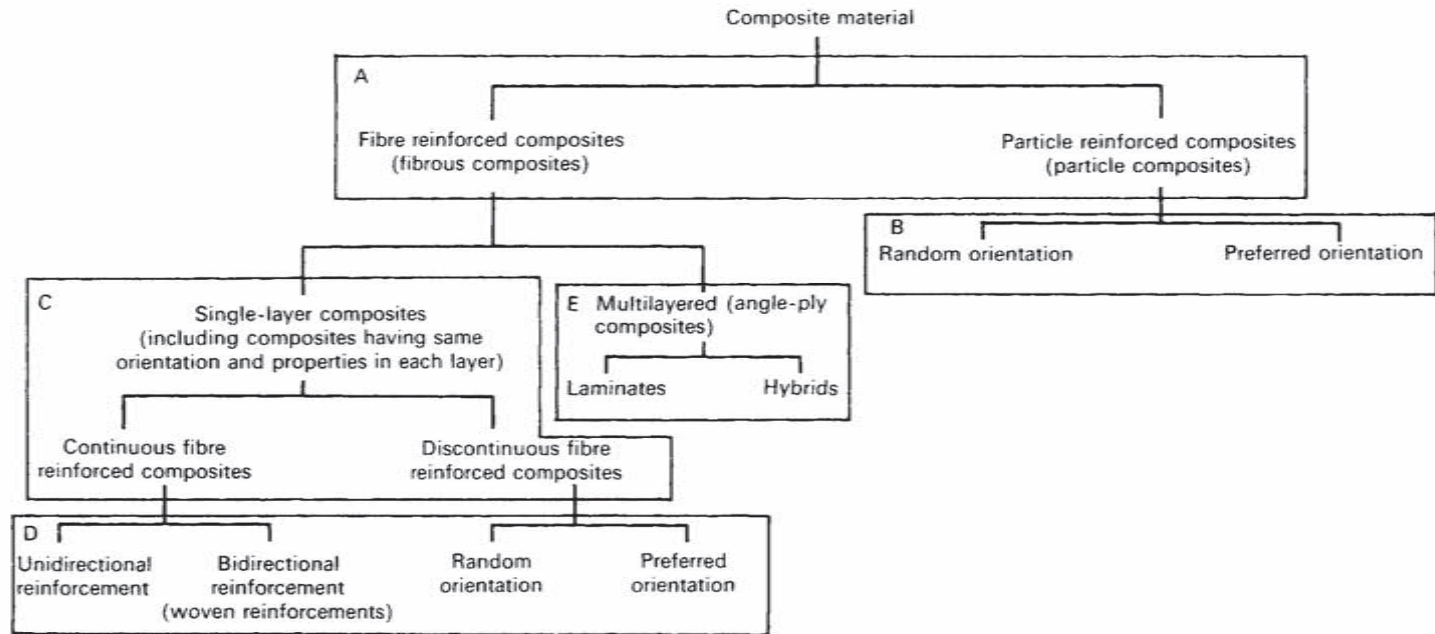 Composite material
A
Fibre reinforced composites
(fibrous composites)
Particle reinforced composites
(particle composites)
B
Random orientation
Preferred orientation
C
Single-layer composites
(including composites having same
orientation and properties in each layer)
E Multilayered (angle-ply
composites)
Laminates
Hybrids
Continuous fibre
reinforced composites
Discontinuous fibre
reinforced composites
D
Unidirectional
reinforcement
Bidirectional
reinforcement
(woven reinforcements)
Random
orientation
Preferred
orientation